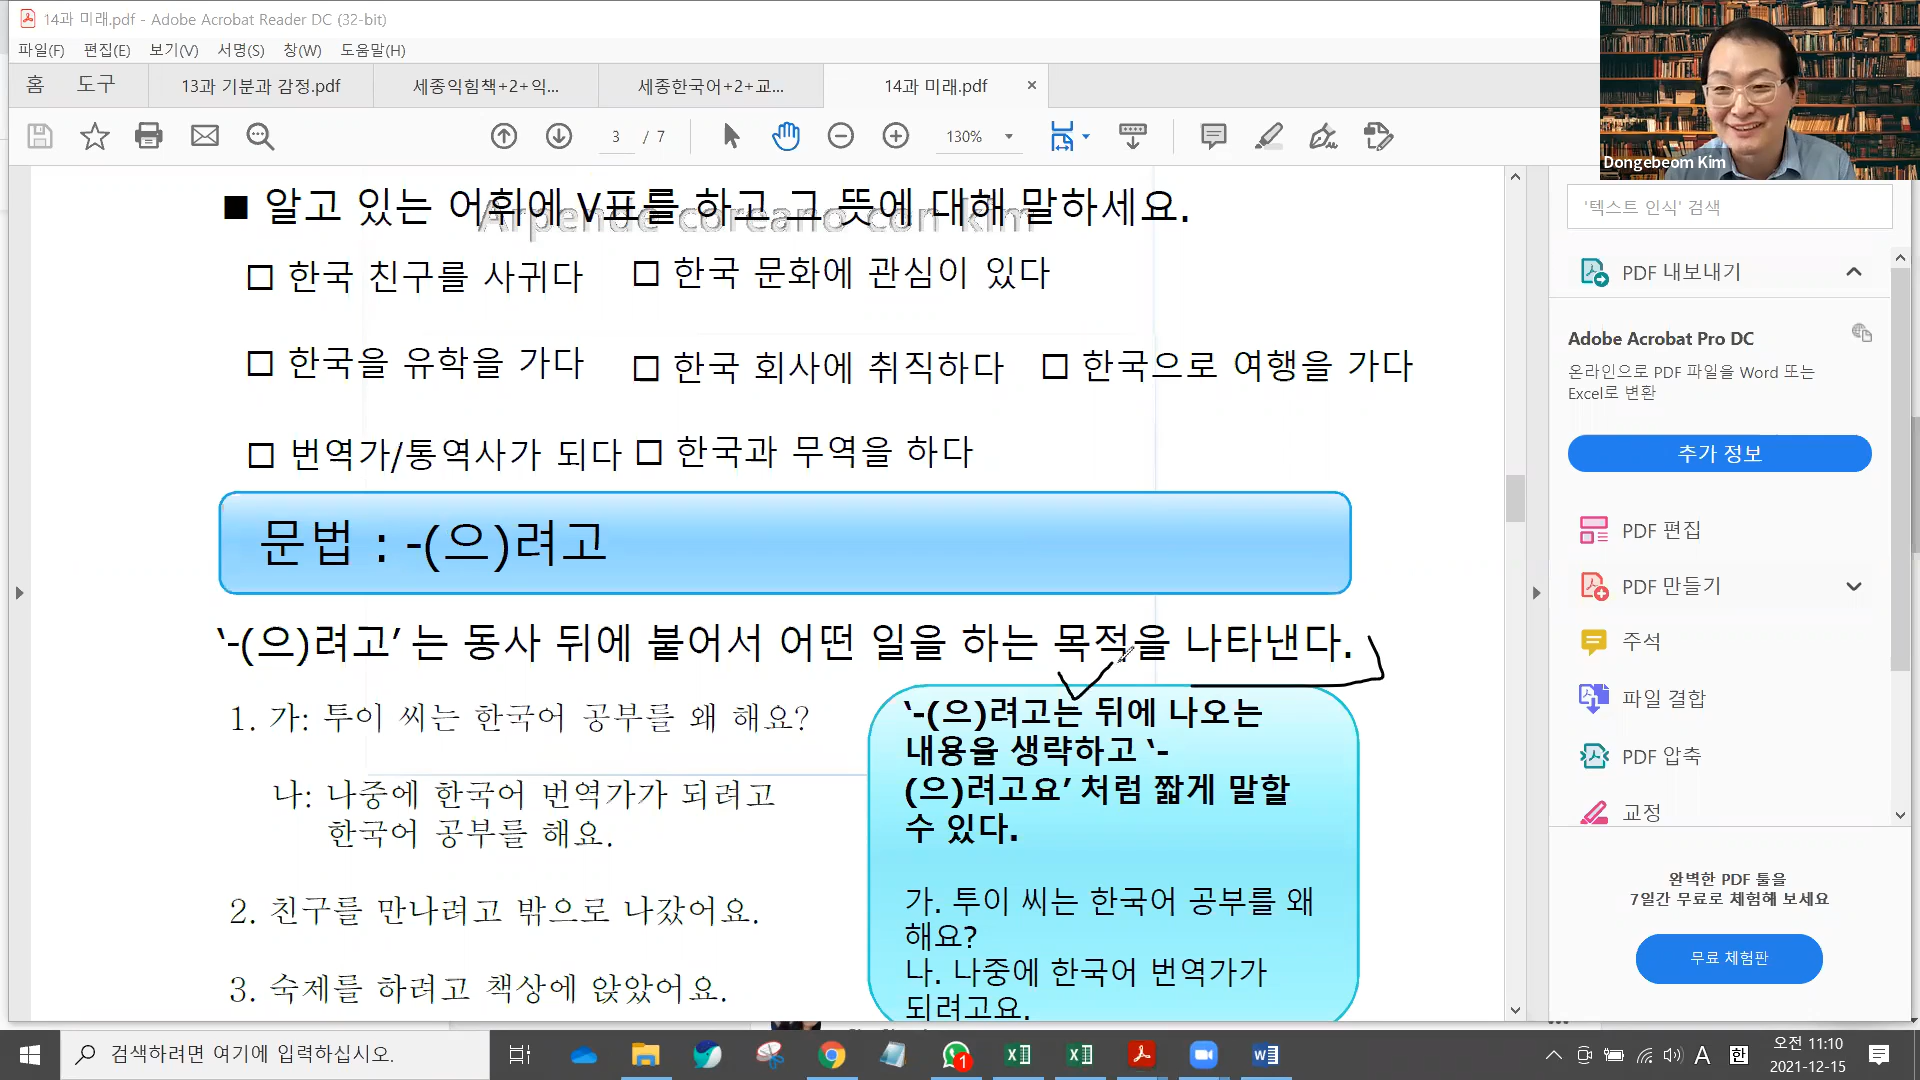 14과 미래.pdf - Adobe Acrobat Reader DC (32-bit)
파일(F) 편집(E) 보기(V) 서명(S) 창(W) 도움말(H)
홈 도구 13과 기분과 감정.pdf 세종익힘책+2+익... 세종한국어+2+교... 14과 미래.pdf ×
3 / 7 130%
Dongebeom Kim
■ 알고 있는 어휘에 V표를 하고 그 뜻에 대해 말하세요.
Arpende coreano con kim
□ 한국 친구를 사귀다 □ 한국 문화에 관심이 있다
□ 한국을 유학을 가다 □ 한국 회사에 취직하다 □ 한국으로 여행을 가다
□ 번역가/통역사가 되다 □ 한국과 무역을 하다
문법 : -(으)려고
‘-(으)려고’ 는 동사 뒤에 붙어서 어떤 일을 하는 목적을 나타낸다.
1. 가: 투이 씨는 한국어 공부를 왜 해요?
나: 나중에 한국어 번역가가 되려고
한국어 공부를 해요.
2. 친구를 만나려고 밖으로 나갔어요.
3. 숙제를 하려고 책상에 앉았어요.
‘-(으)려고는 뒤에 나오는
내용을 생략하고 ‘-
(으)려고요’ 처럼 짧게 말할
수 있다.
가. 투이 씨는 한국어 공부를 왜
해요?
나. 나중에 한국어 번역가가
되려고요.
'텍스트 인식' 검색
PDF 내보내기
Adobe Acrobat Pro DC
온라인으로 PDF 파일을 Word 또는
Excel로 변환
추가 정보
PDF 편집
PDF 만들기
주석
파일 결합
PDF 압축
교정
완벽한 PDF 툴을
7일간 무료로 체험해 보세요
무료 체험판
검색하려면 여기에 입력하십시오.
1
A 한
오전 11:10
2021-12-15